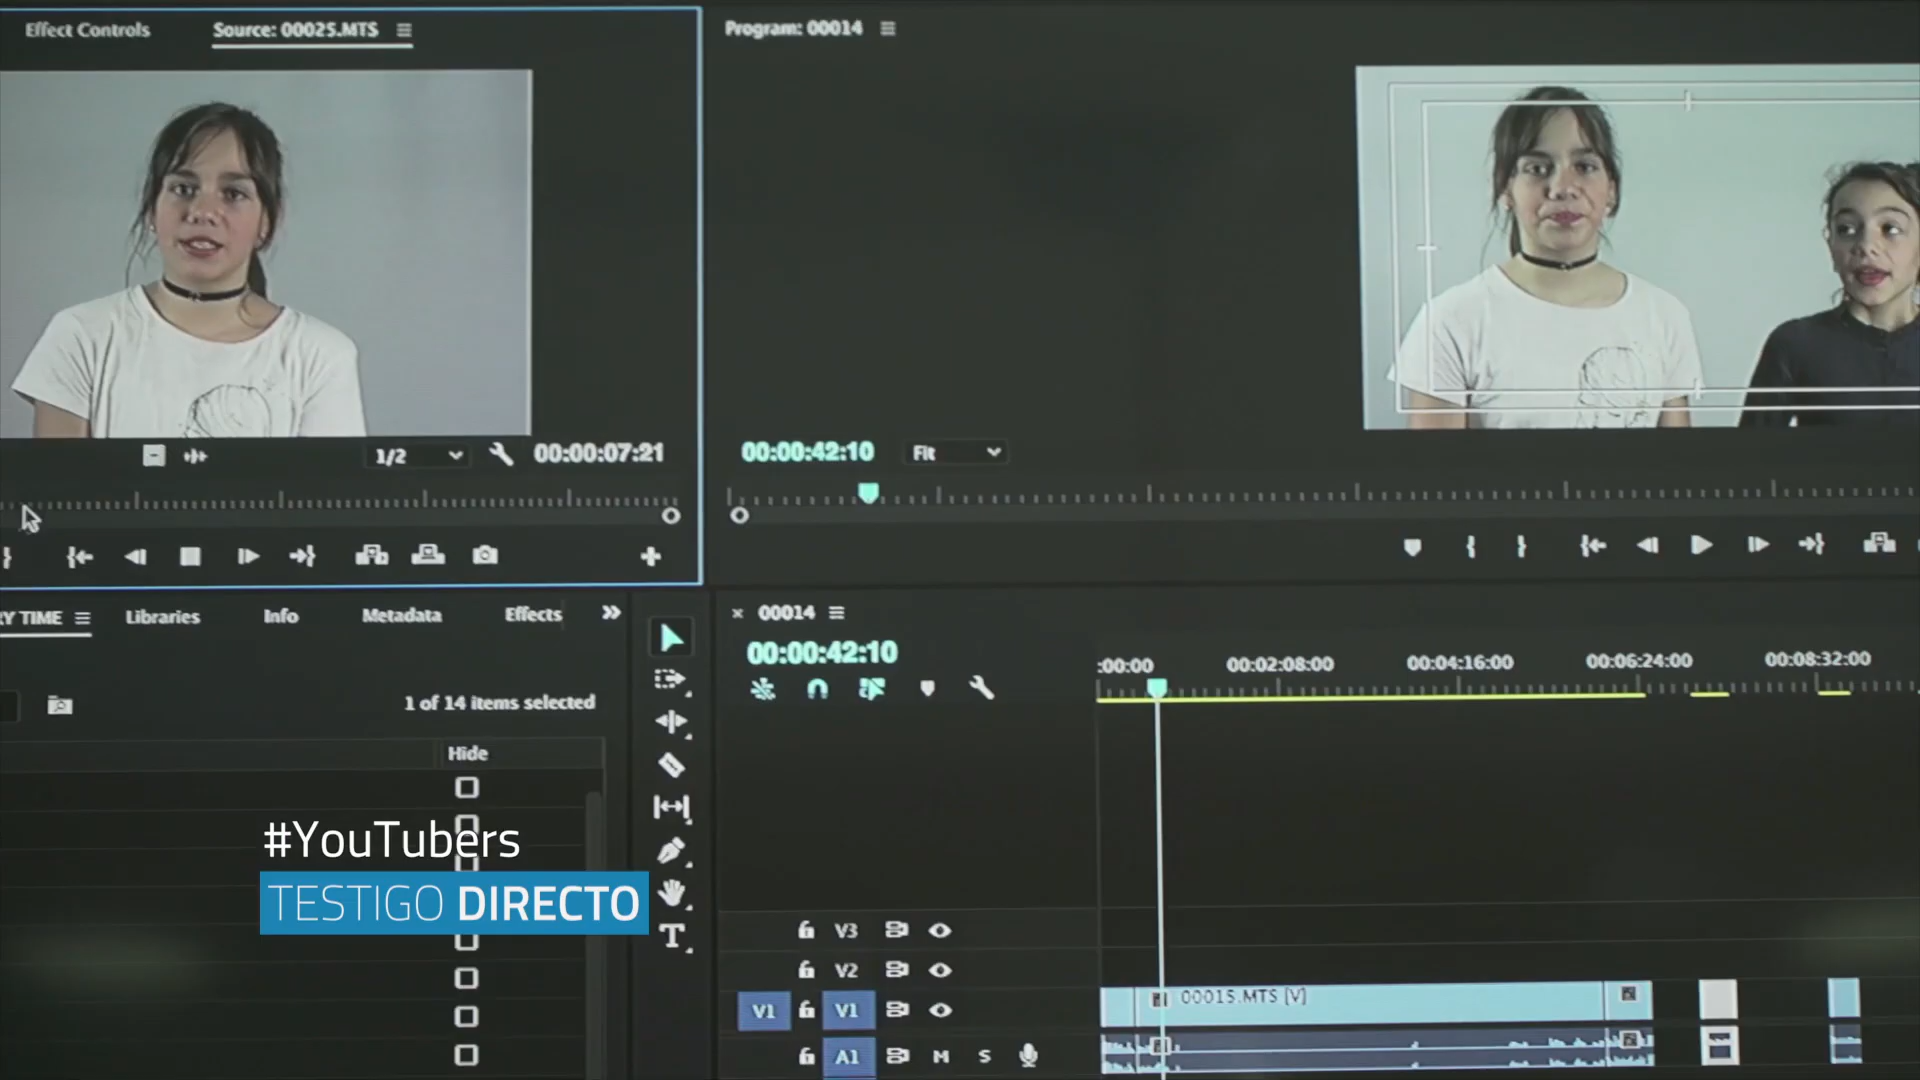 Effect Controls
Source: 00025.MTS
Program: 00014
1/2
00:00:07:21
00:00:42:10
Fit
RY TIME
Libraries
Info
Metadata
Effects
1 of 14 items selected
Hide
00014
00:00:42:10
:00:00
00:02:08:00
00:04:16:00
00:06:24:00
00:08:32:00
#YouTubers
TESTIGO DIRECTO
T
V3
V2
V1
V1
00015.MTS [V]
A1
M
S